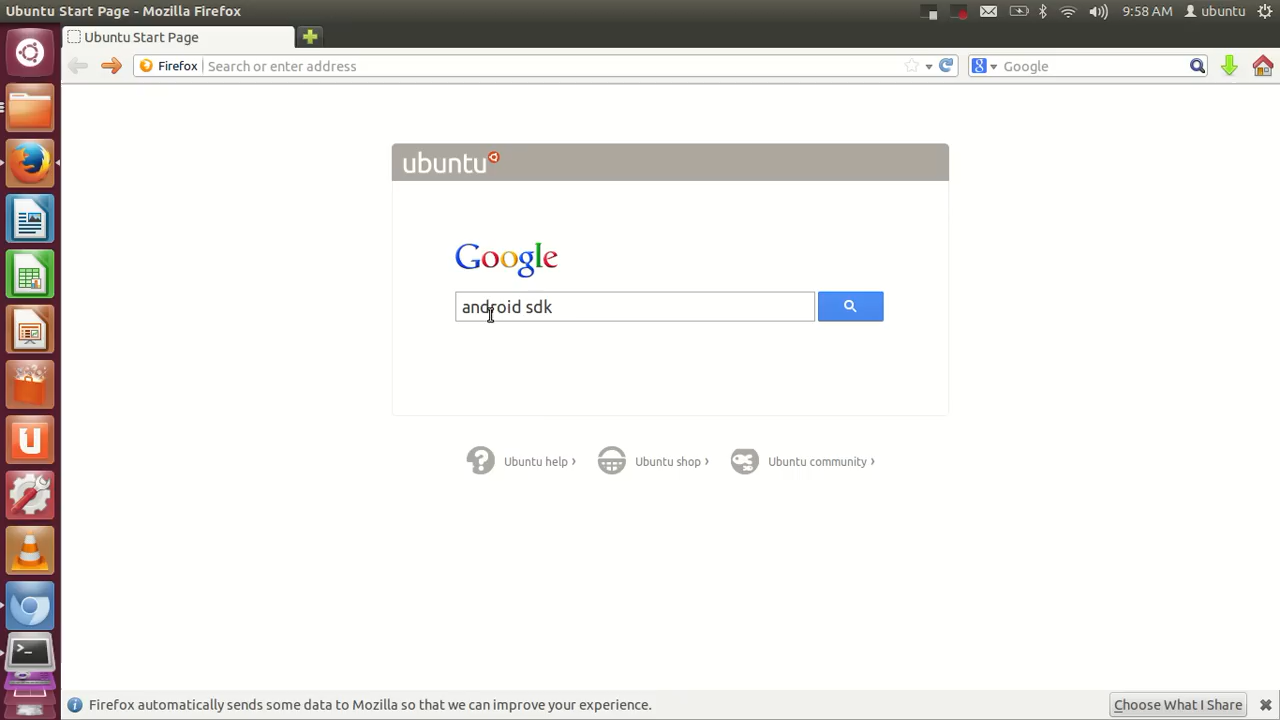 Ubuntu Start Page - Mozilla Firefox
9:58 AM
ubuntu
Ubuntu Start Page
Firefox
Search or enter address
Google
ubuntu
Google
android sdk
Ubuntu help ›
Ubuntu shop ›
Ubuntu community ›
Firefox automatically sends some data to Mozilla so that we can improve your experience.
Choose What I Share